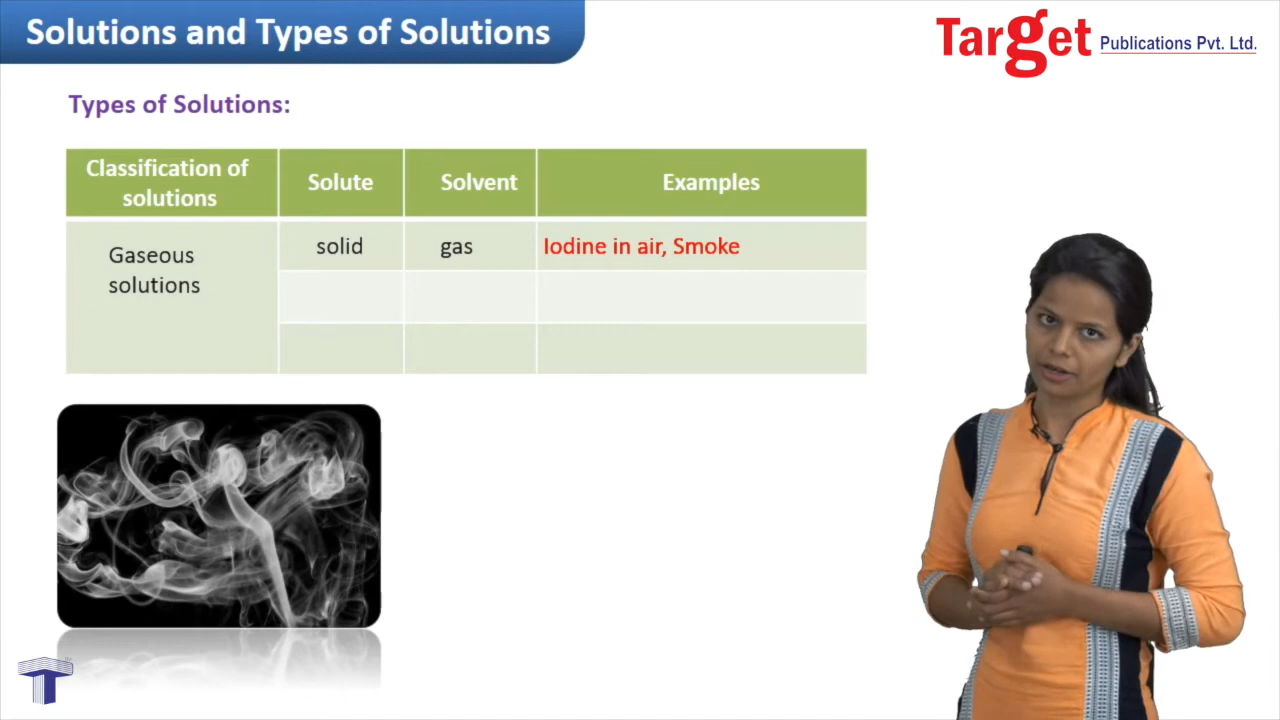 Solutions and Types of Solutions
Target Publications Pvt. Ltd.
Types of Solutions:
Classification of
solutions
Solute
Solvent
Examples
Gaseous
solutions
solid
gas
Iodine in air, Smoke